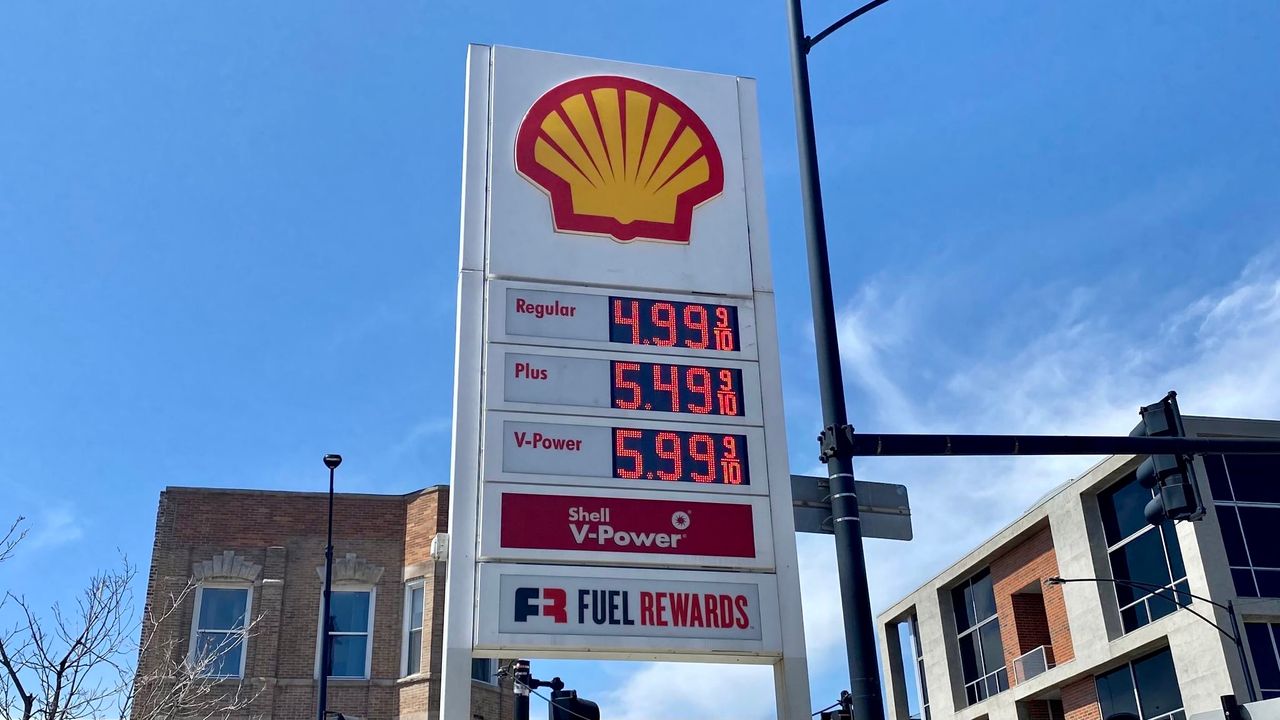 Regular 4.99 9/10
Plus 5.49 9/10
V-Power 5.99 9/10
Shell
V-Power
FR FUEL REWARDS